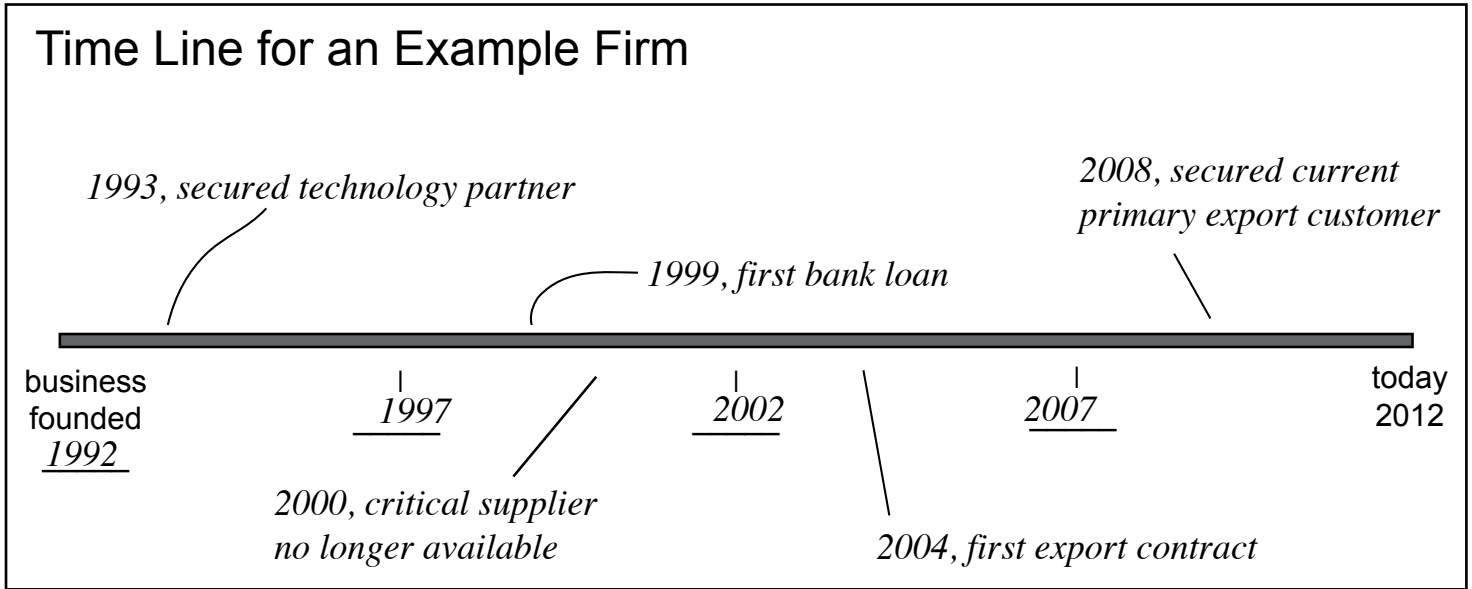 Time Line for an Example Firm
1993, secured technology partner
2008, secured current
primary export customer
1999, first bank loan
business
founded
1992
1997
2002
2007
today
2012
2000, critical supplier
no longer available
2004, first export contract